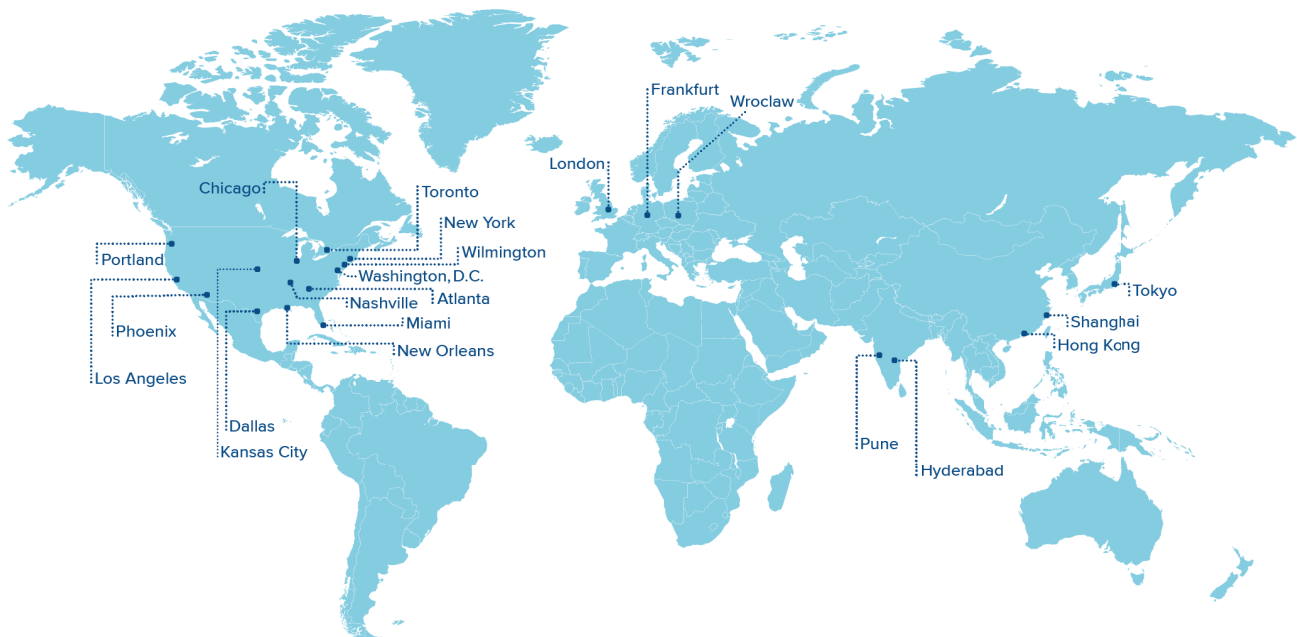 Frankfurt
Wroclaw
London
Chicago
Toronto
New York
Wilmington
Portland
Washington, D.C.
Nashville
Atlanta
Tokyo
Phoenix
Miami
Shanghai
Hong Kong
New Orleans
Los Angeles
Dallas
Kansas City
Pune
Hyderabad